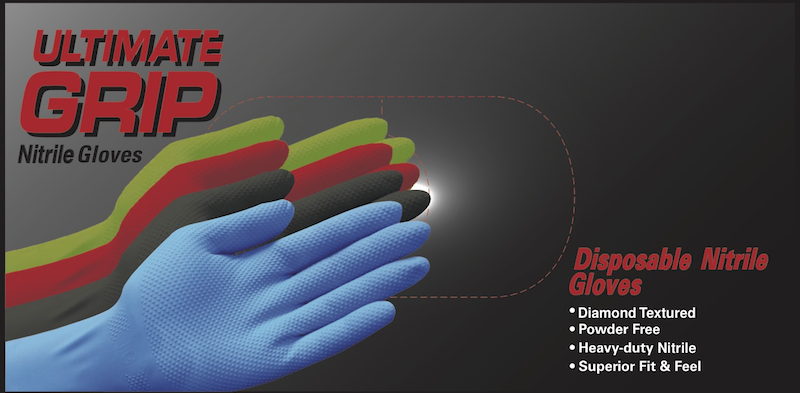 ULTIMATE
GRIP
Nitrile Gloves
Disposable Nitrile
Gloves
• Diamond Textured
• Powder Free
• Heavy-duty Nitrile
• Superior Fit & Feel